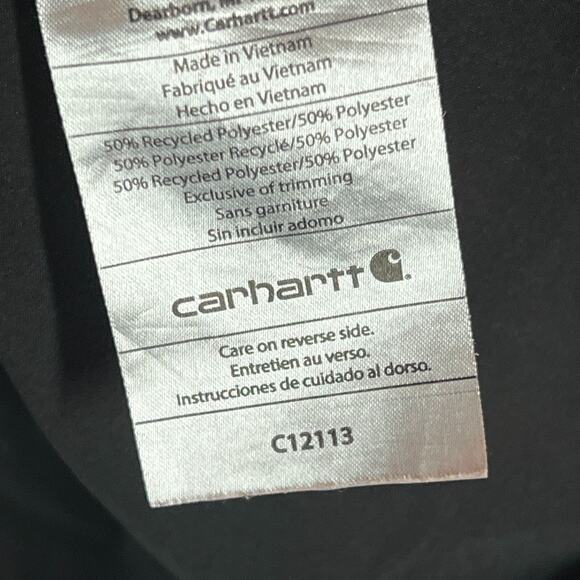 Dearborn, MI
www.Carhartt.com
Made in Vietnam
Fabriqué au Vietnam
Hecho en Vietnam
50% Recycled Polyester/50% Polyester
50% Polyester Recyclé/50% Polyester
50% Recycled Polyester/50% Polyester
Exclusive of trimming
Sans garniture
Sin incluir adorno
carhartt
Care on reverse side.
Entretien au verso.
Instrucciones de cuidado al dorso.
C12113